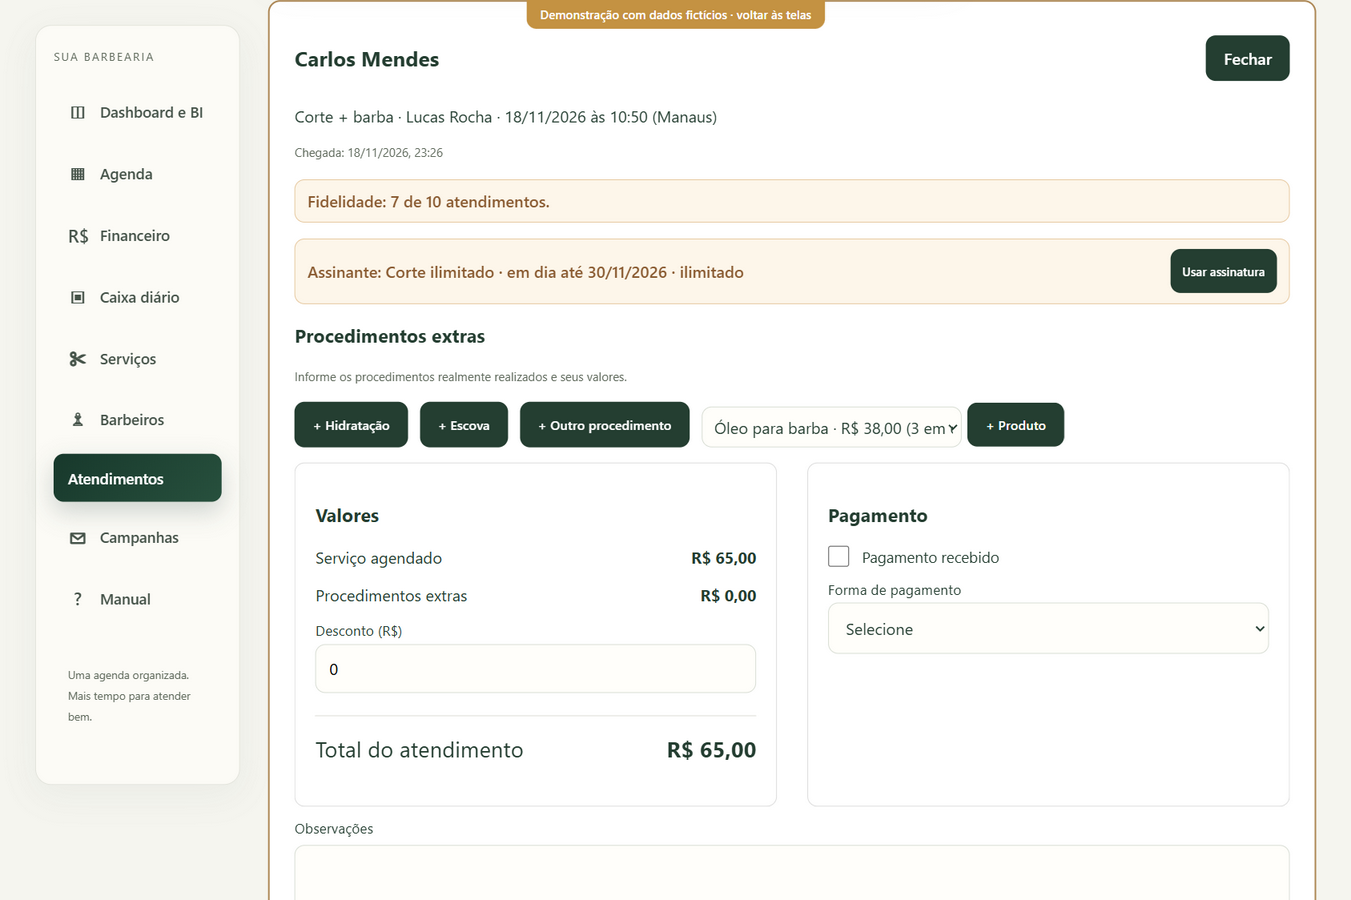 Demonstração com dados fictícios · voltar às telas
SUA BARBEARIA
Dashboard e BI
Agenda
R$ Financeiro
Caixa diário
Serviços
Barbeiros
Atendimentos
Campanhas
? Manual
Uma agenda organizada.
Mais tempo para atender
bem.
Carlos Mendes
Fechar
Corte + barba · Lucas Rocha · 18/11/2026 às 10:50 (Manaus)
Chegada: 18/11/2026, 23:26
Fidelidade: 7 de 10 atendimentos.
Assinante: Corte ilimitado · em dia até 30/11/2026 · ilimitado
Usar assinatura
Procedimentos extras
Informe os procedimentos realmente realizados e seus valores.
+ Hidratação
+ Escova
+ Outro procedimento
Óleo para barba · R$ 38,00 (3 em
+ Produto
Valores
Serviço agendado R$ 65,00
Procedimentos extras R$ 0,00
Desconto (R$)
0
Total do atendimento R$ 65,00
Pagamento
Pagamento recebido
Forma de pagamento
Selecione
Observações